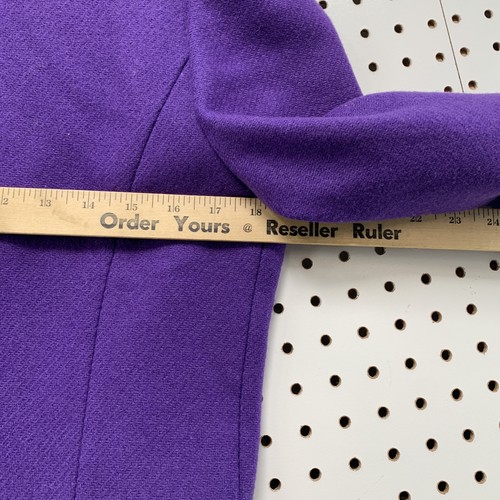 12 13 14 15 16 17 18 22 23 24
Order Yours @ Reseller Ruler